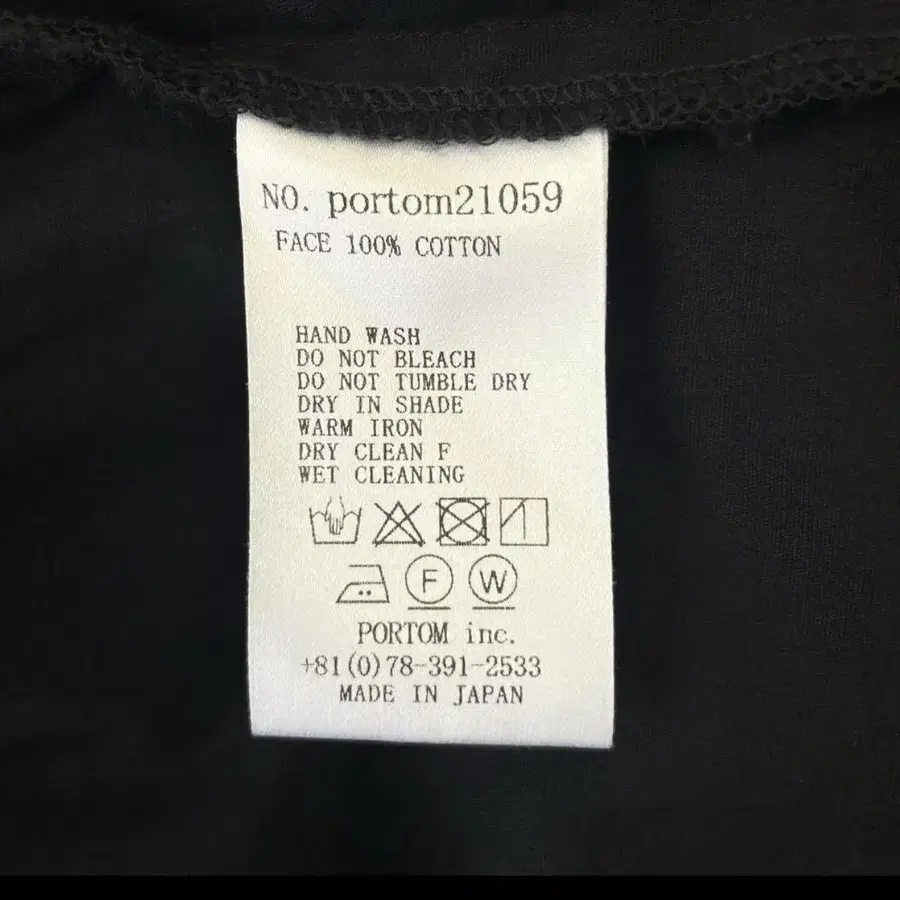 NO. portom21059
FACE 100% COTTON
HAND WASH
DO NOT BLEACH
DO NOT TUMBLE DRY
DRY IN SHADE
WARM IRON
DRY CLEAN F
WET CLEANING
F W
PORTOM inc.
+81(0)78-391-2533
MADE IN JAPAN